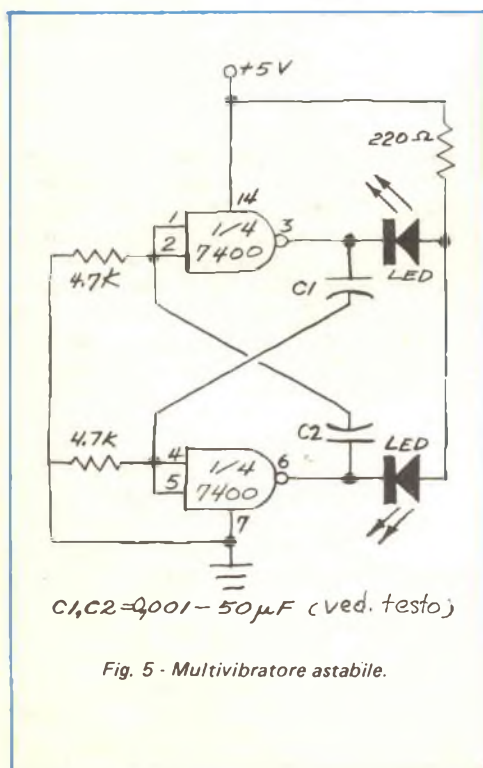 +5V
220Ω
14
1
1/4
3
2
7400
4.7K
C1
LED
4.7K
C2
LED
4
1/4
6
5
7400
7
C1,C2=0,001-50µF (ved. testo)
Fig. 5 - Multivibratore astabile.